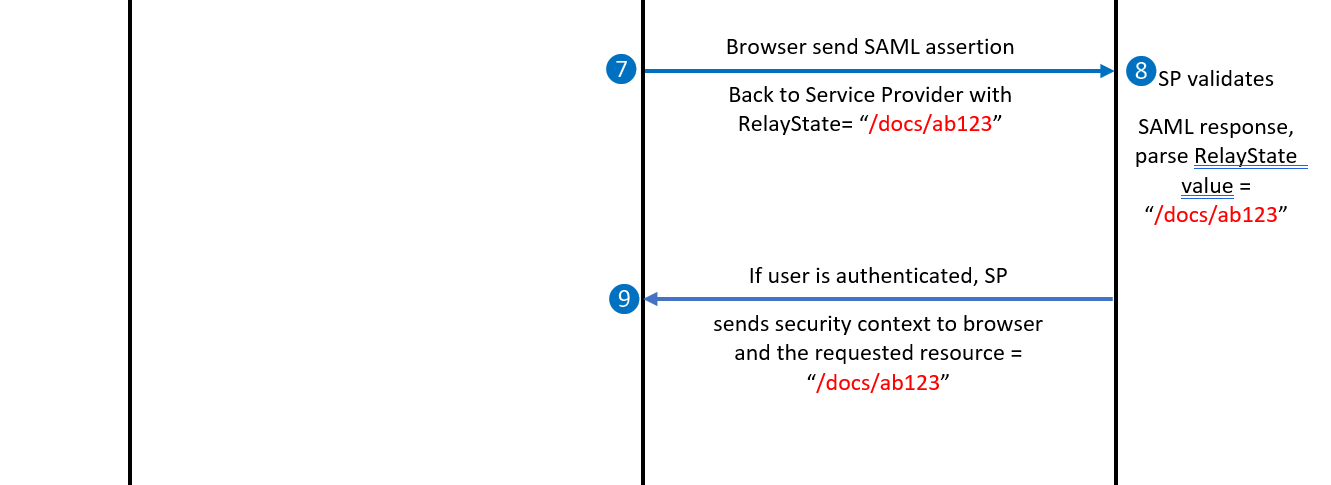 Browser send SAML assertion
7
8
SP validates
Back to Service Provider with
RelayState= “/docs/ab123”
SAML response,
parse RelayState
value =
“/docs/ab123”
If user is authenticated, SP
9
sends security context to browser
and the requested resource =
“/docs/ab123”